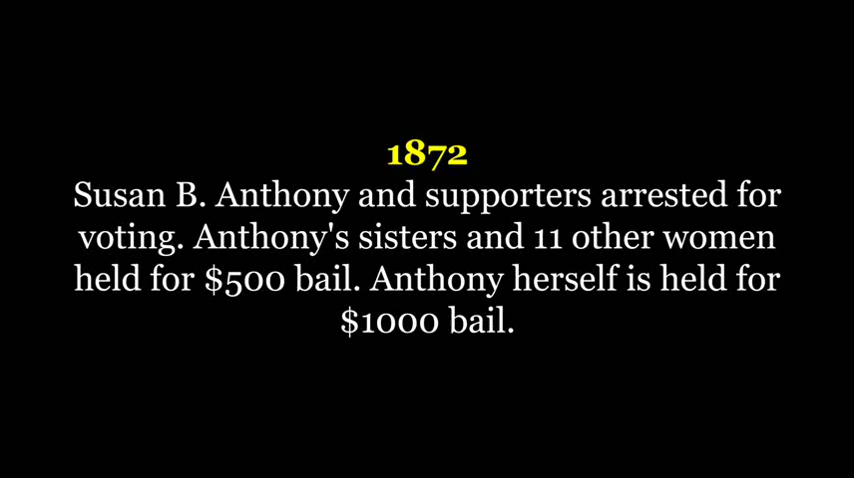 1872
Susan B. Anthony and supporters arrested for
voting. Anthony's sisters and 11 other women
held for $500 bail. Anthony herself is held for
$1000 bail.